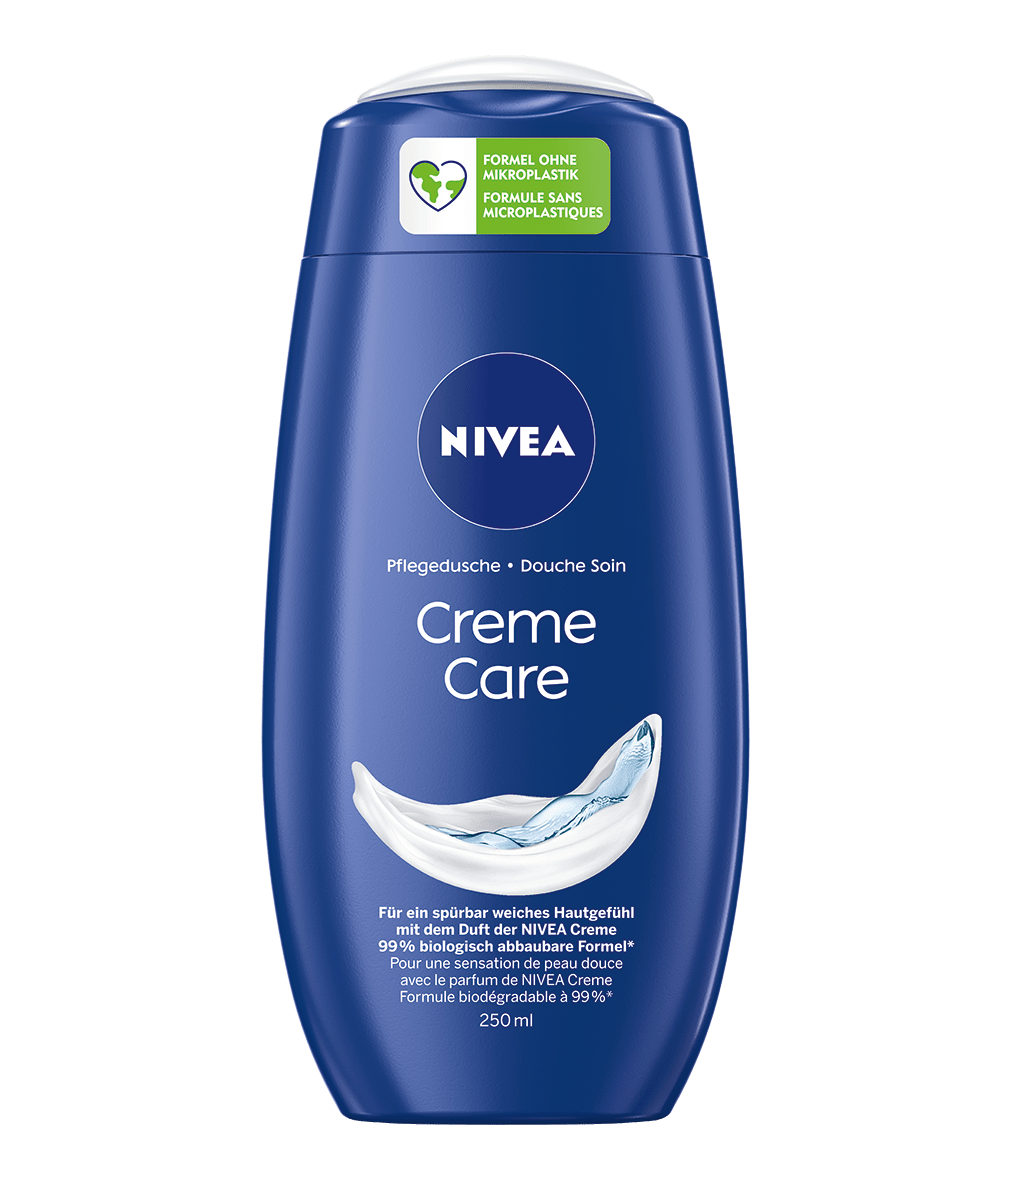 FORMEL OHNE
MIKROPLASTIK
FORMULE SANS
MICROPLASTIQUES
NIVEA
Pflegedusche • Douche Soin
Creme
Care
Für ein spürbar weiches Hautgefühl
mit dem Duft der NIVEA Creme
99% biologisch abbaubare Formel*
Pour une sensation de peau douce
avec le parfum de NIVEA Creme
Formule biodégradable à 99%*
250 ml